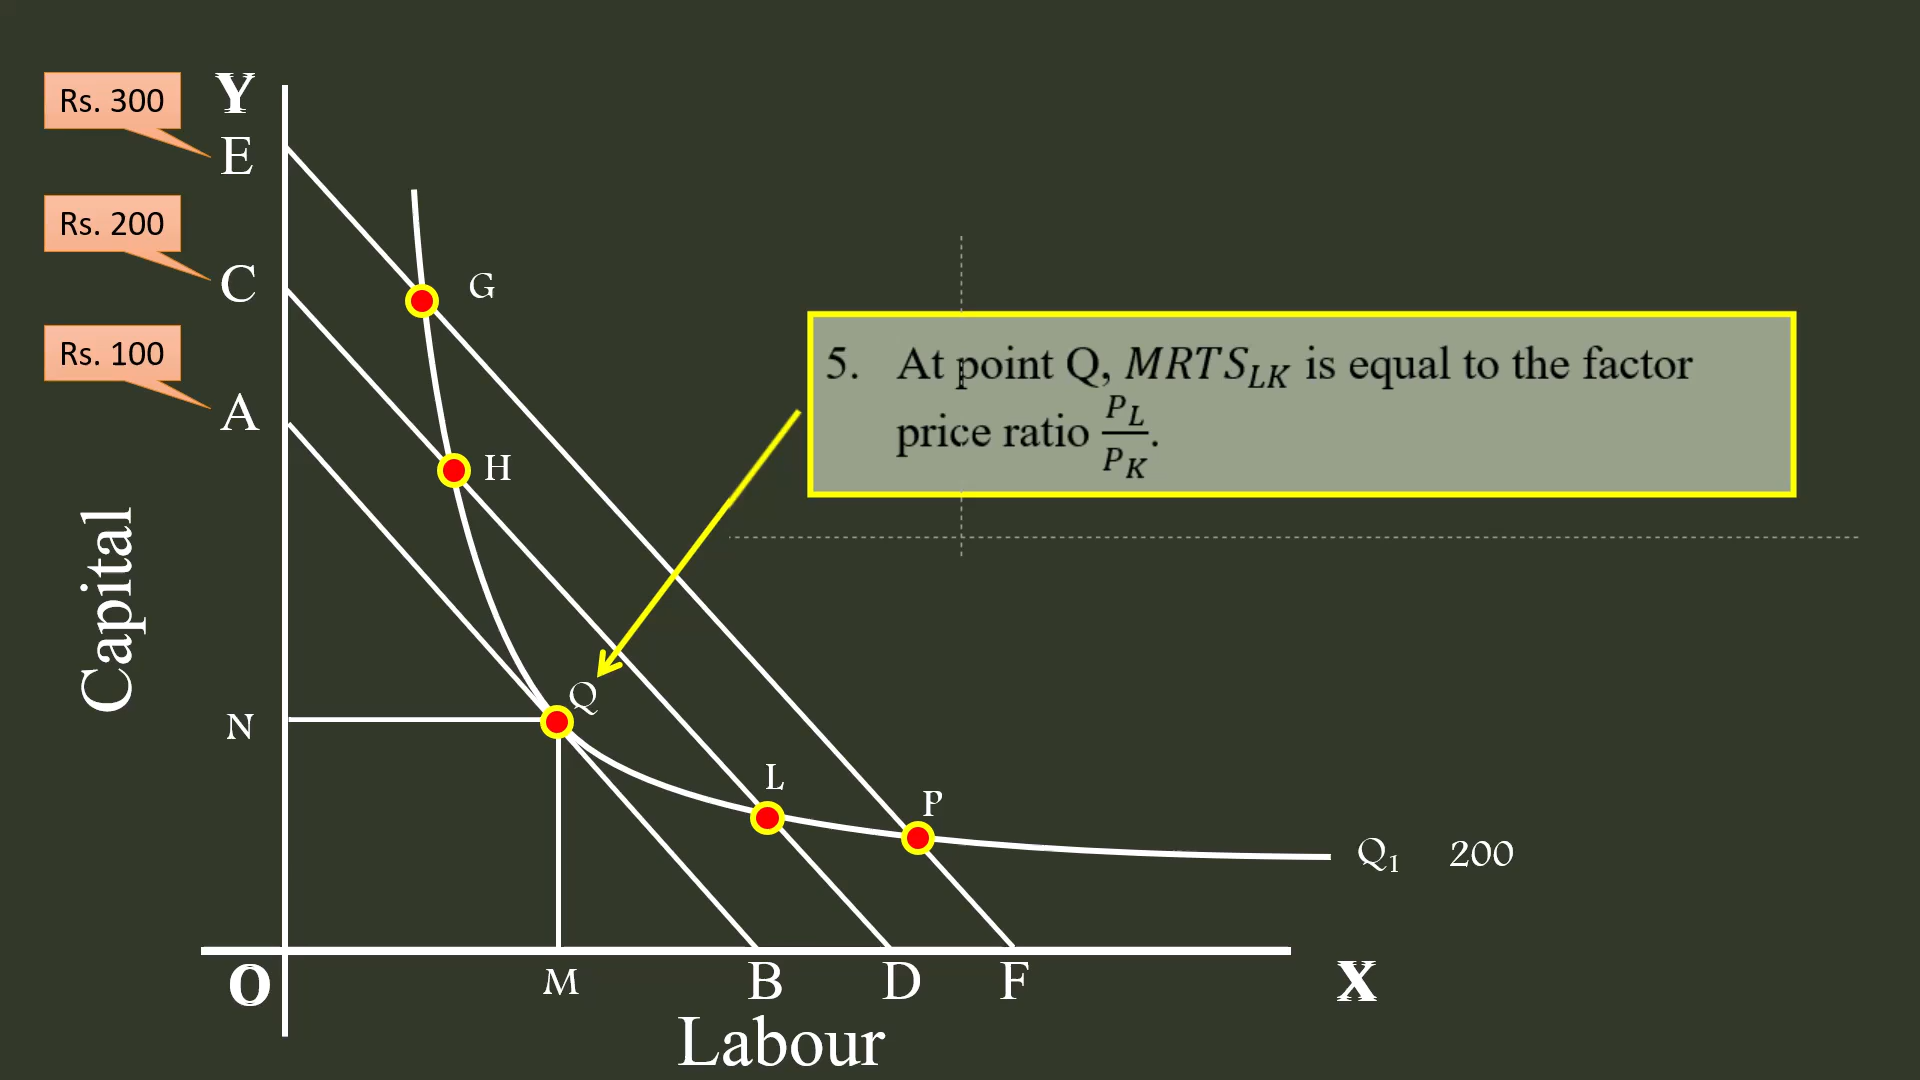 Rs. 300
Y
E
Rs. 200
C
G
Rs. 100
A
H
5. At point Q, MRTS_LK is equal to the factor
price ratio P_L/P_K.
Capital
Q
N
L
P
Q₁ 200
O
M
B
D
F
X
Labour